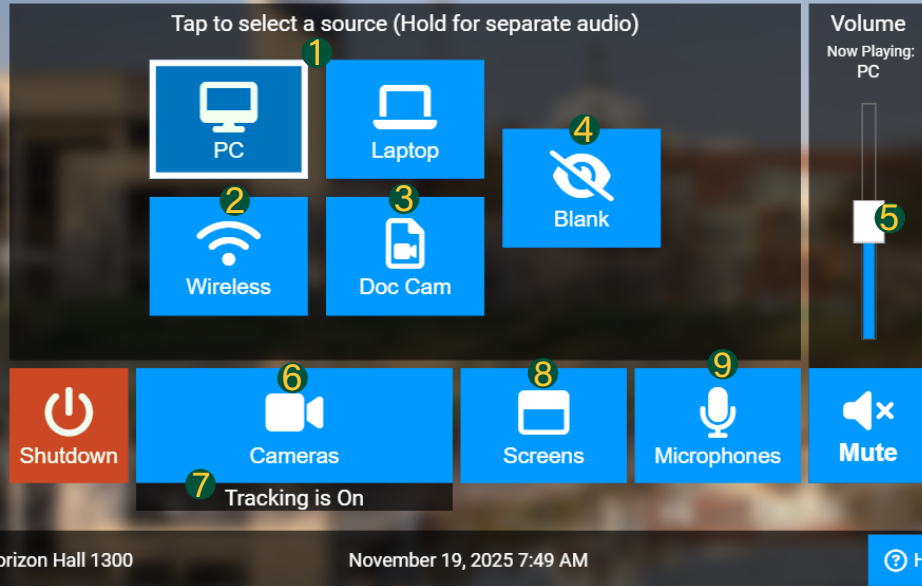 Tap to select a source (Hold for separate audio)
1
PC
Laptop
2
Wireless
3
Doc Cam
4
Blank
Volume
Now Playing:
PC
5
Shutdown
6
Cameras
7
Tracking is On
8
Screens
9
Microphones
Mute
Hall 1300
November 19, 2025 7:49 AM
?